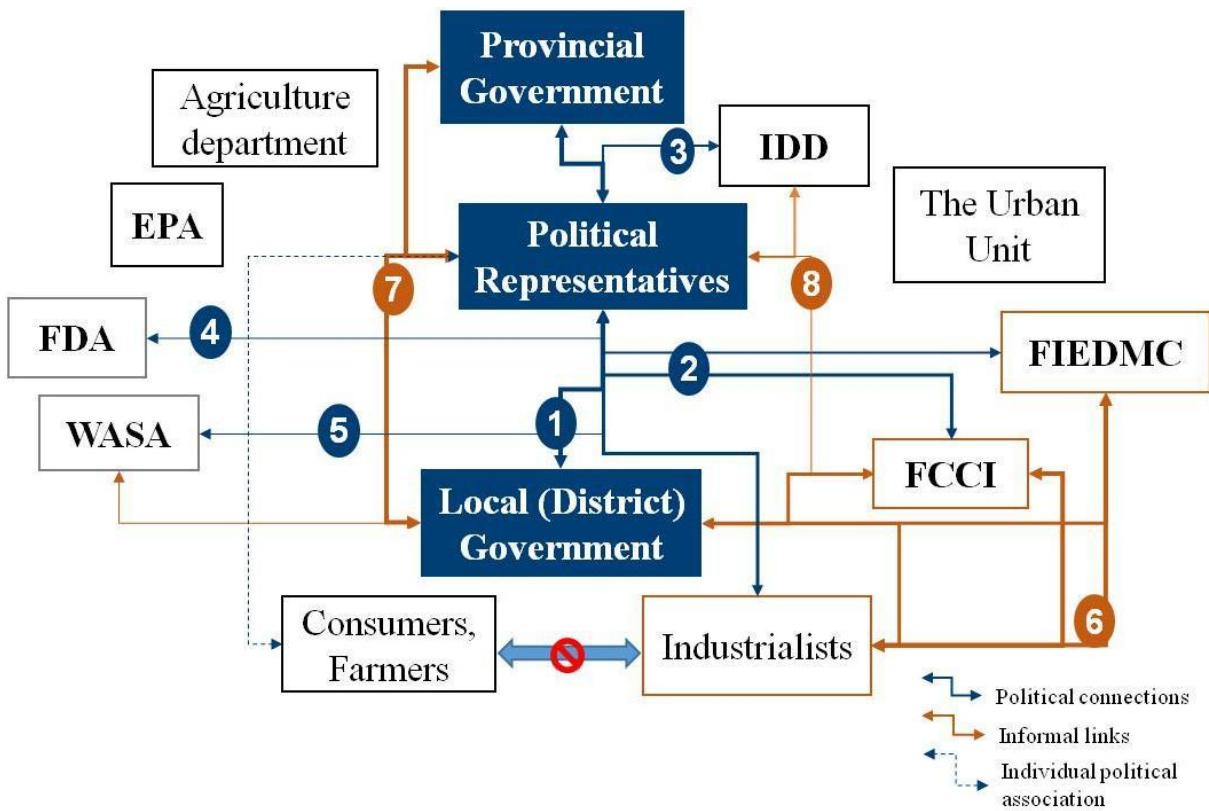 Provincial
Government
Agriculture
department
3
IDD
EPA
The Urban
Unit
Political
Representatives
7
8
FDA
4
FIEDMC
2
WASA
5
1
FCCI
Local (District)
Government
Consumers,
Farmers
Industrialists
6
Political connections
Informal links
Individual political
association